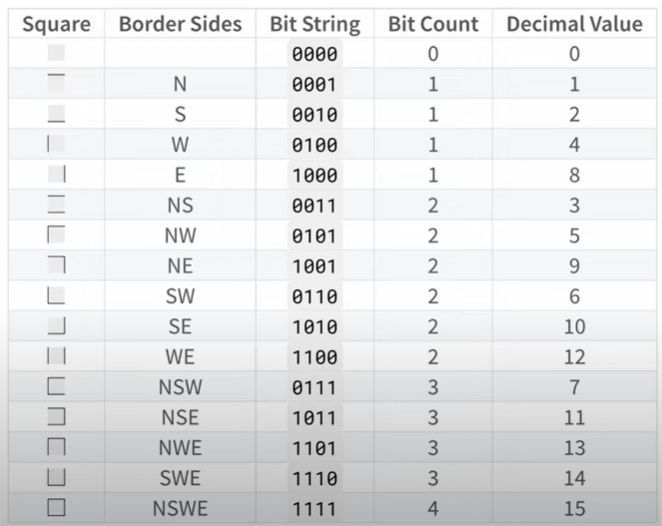 Square Border Sides Bit String Bit Count Decimal Value
0000 0 0
N 0001 1 1
S 0010 1 2
W 0100 1 4
E 1000 1 8
NS 0011 2 3
NW 0101 2 5
NE 1001 2 9
SW 0110 2 6
SE 1010 2 10
WE 1100 2 12
NSW 0111 3 7
NSE 1011 3 11
NWE 1101 3 13
SWE 1110 3 14
NSWE 1111 4 15